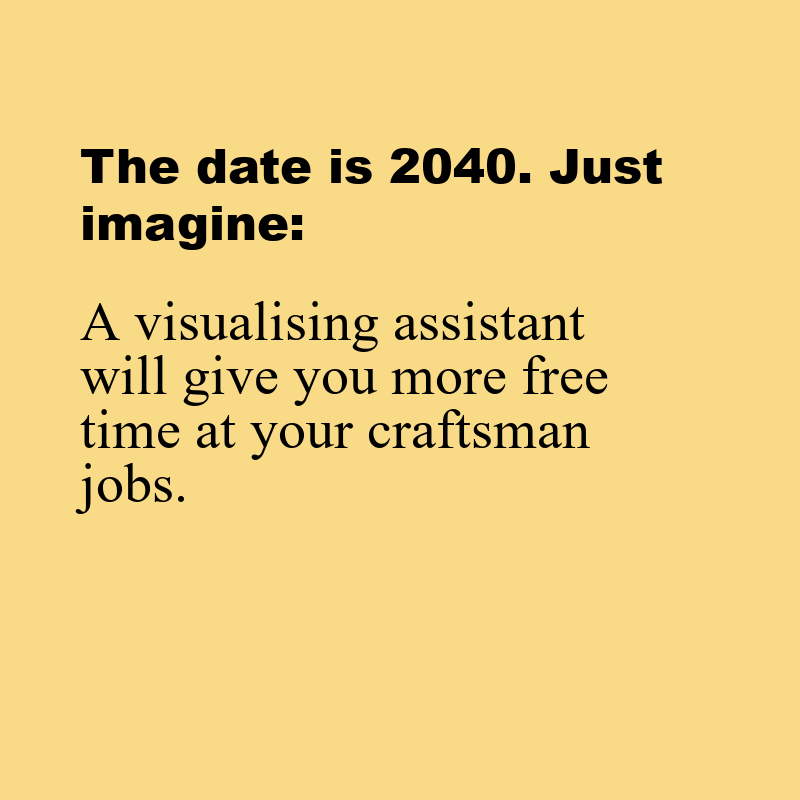 The date is 2040. Just
imagine:
A visualising assistant
will give you more free
time at your craftsman
jobs.